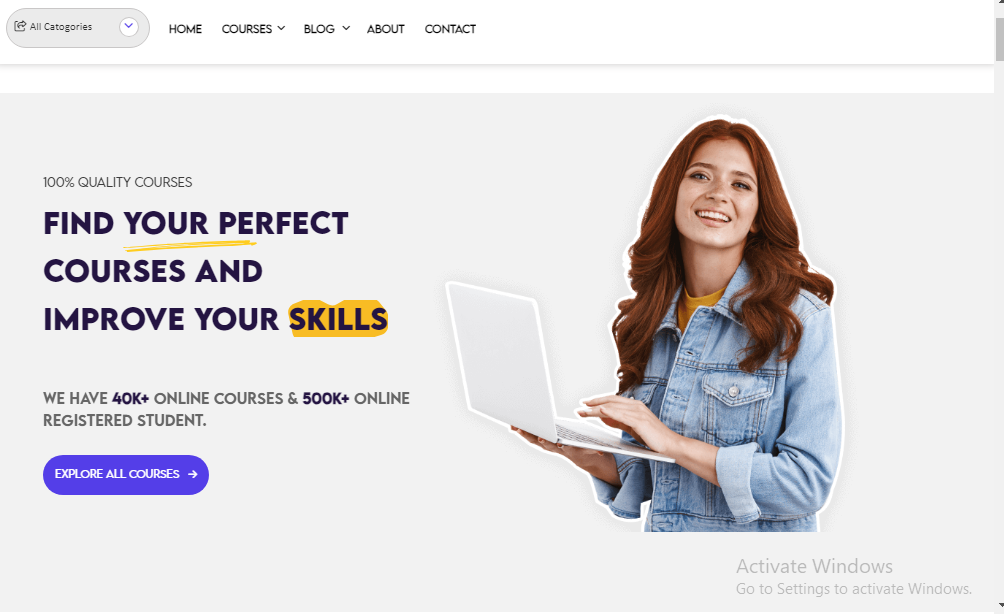 All Catogories
HOME COURSES BLOG ABOUT CONTACT
100% QUALITY COURSES
FIND YOUR PERFECT
COURSES AND
IMPROVE YOUR SKILLS
WE HAVE 40K+ ONLINE COURSES & 500K+ ONLINE
REGISTERED STUDENT.
EXPLORE ALL COURSES
Activate Windows
Go to Settings to activate Windows.